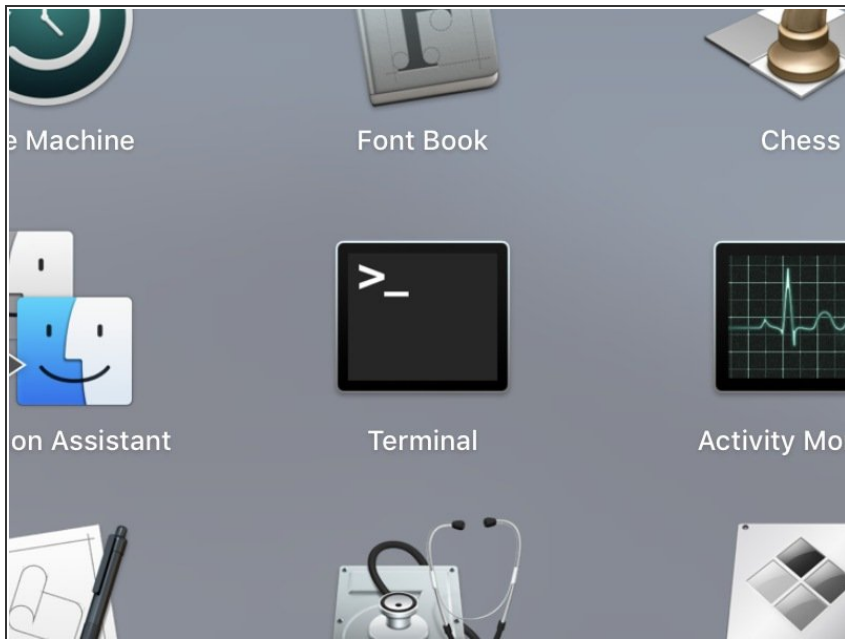 e Machine
Font Book
Chess
>_
on Assistant
Terminal
Activity Mo
F